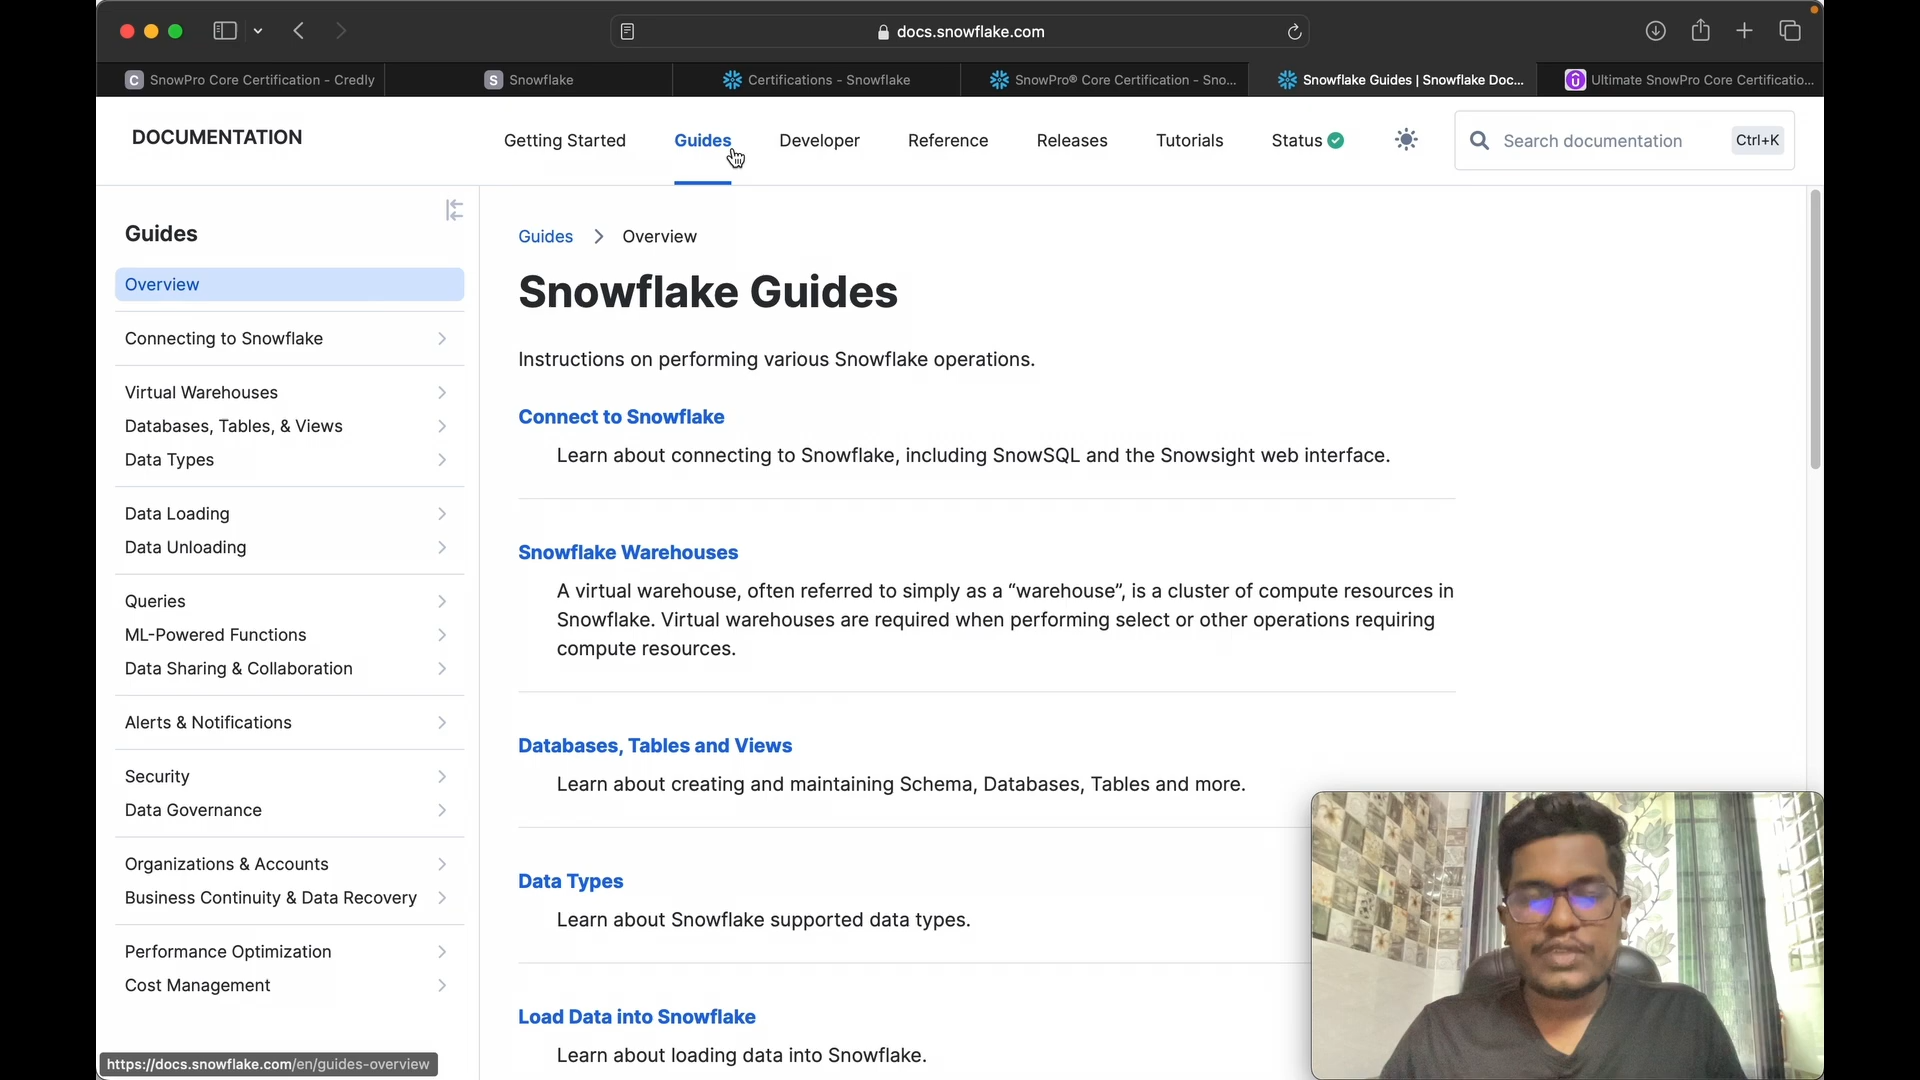 docs.snowflake.com
C SnowPro Core Certification - Credly
S Snowflake
Certifications - Snowflake
SnowPro® Core Certification - Sno...
Snowflake Guides | Snowflake Doc...
Ultimate SnowPro Core Certificatio...
DOCUMENTATION
Getting Started
Guides
Developer
Reference
Releases
Tutorials
Status
Search documentation
Ctrl+K
Guides
Overview
Connecting to Snowflake
Virtual Warehouses
Databases, Tables, & Views
Data Types
Data Loading
Data Unloading
Queries
ML-Powered Functions
Data Sharing & Collaboration
Alerts & Notifications
Security
Data Governance
Organizations & Accounts
Business Continuity & Data Recovery
Performance Optimization
Cost Management
https://docs.snowflake.com/en/guides-overview
Guides > Overview
Snowflake Guides
Instructions on performing various Snowflake operations.
Connect to Snowflake
Learn about connecting to Snowflake, including SnowSQL and the Snowsight web interface.
Snowflake Warehouses
A virtual warehouse, often referred to simply as a “warehouse”, is a cluster of compute resources in
Snowflake. Virtual warehouses are required when performing select or other operations requiring
compute resources.
Databases, Tables and Views
Learn about creating and maintaining Schema, Databases, Tables and more.
Data Types
Learn about Snowflake supported data types.
Load Data into Snowflake
Learn about loading data into Snowflake.